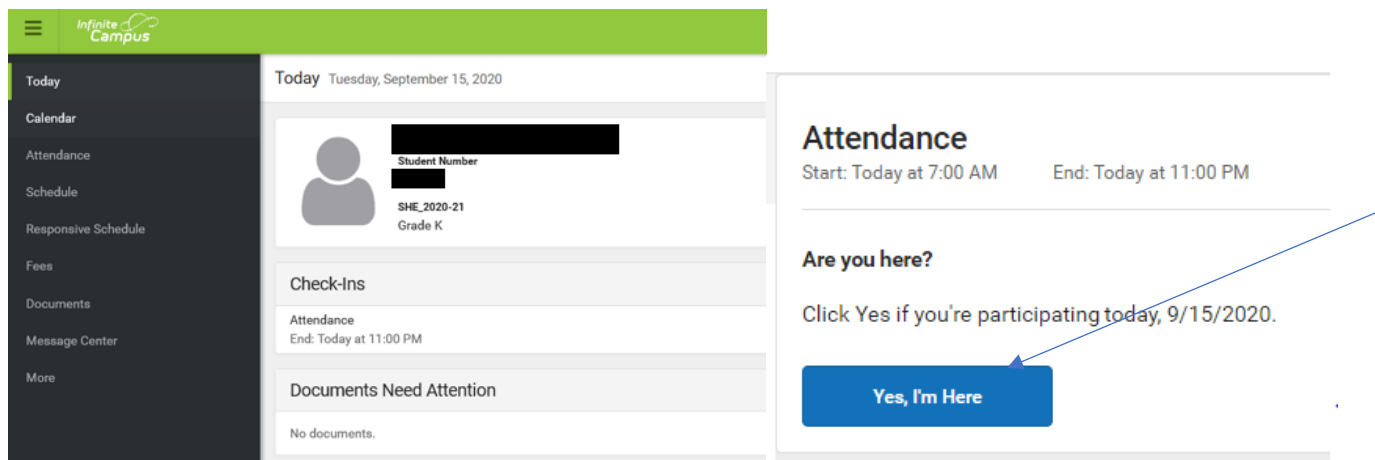 Infinite
Campus
Today
Calendar
Attendance
Schedule
Responsive Schedule
Fees
Documents
Message Center
More
Today Tuesday, September 15, 2020
Student Number
SHE_2020-21
Grade K
Check-Ins
Attendance
End: Today at 11:00 PM
Documents Need Attention
No documents.
Attendance
Start: Today at 7:00 AM End: Today at 11:00 PM
Are you here?
Click Yes if you're participating today, 9/15/2020.
Yes, I'm Here